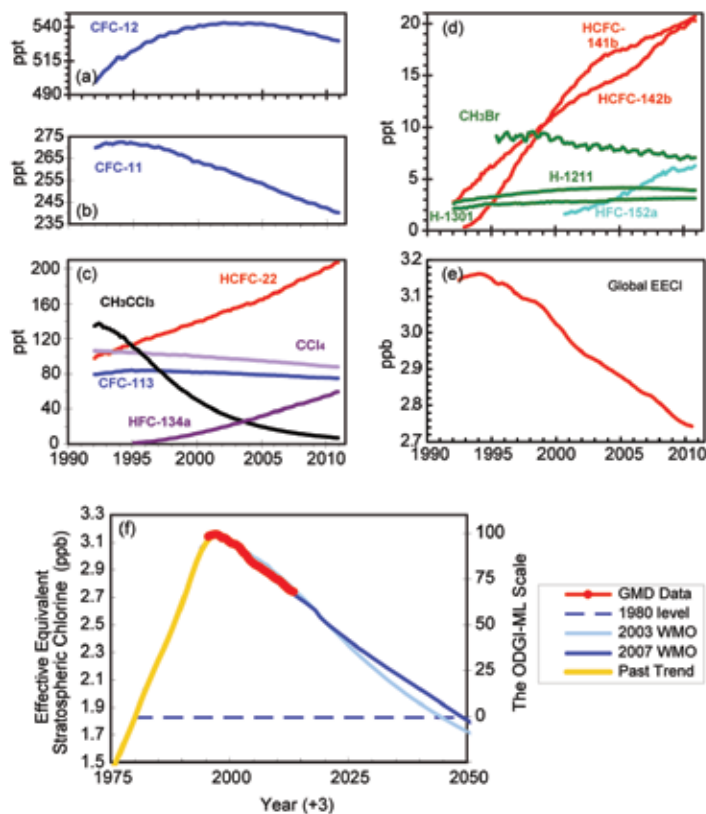 540
515
490
ppt
CFC-12
(a)
275
265
255
245
235
ppt
CFC-11
(b)
200
160
120
80
40
0
ppt
(c)
HCFC-22
CH₃CCl₃
CCl₄
CFC-113
HFC-134a
1990 1995 2000 2005 2010
20
15
10
5
0
ppt
(d)
HCFC-
141b
HCFC-142b
CH₃Br
H-1211
H-1301
HFC-152a
3.2
3.1
3.0
2.9
2.8
2.7
ppb
(e)
Global EECl
1990 1995 2000 2005 2010
3.3
3.1
2.9
2.7
2.5
2.3
2.1
1.9
1.7
1.5
Effective Equivalent
Stratospheric Chlorine (ppb)
(f)
100
75
50
25
0
The ODGI-ML Scale
1975 2000 2025 2050
Year (+3)
GMD Data
1980 level
2003 WMO
2007 WMO
Past Trend